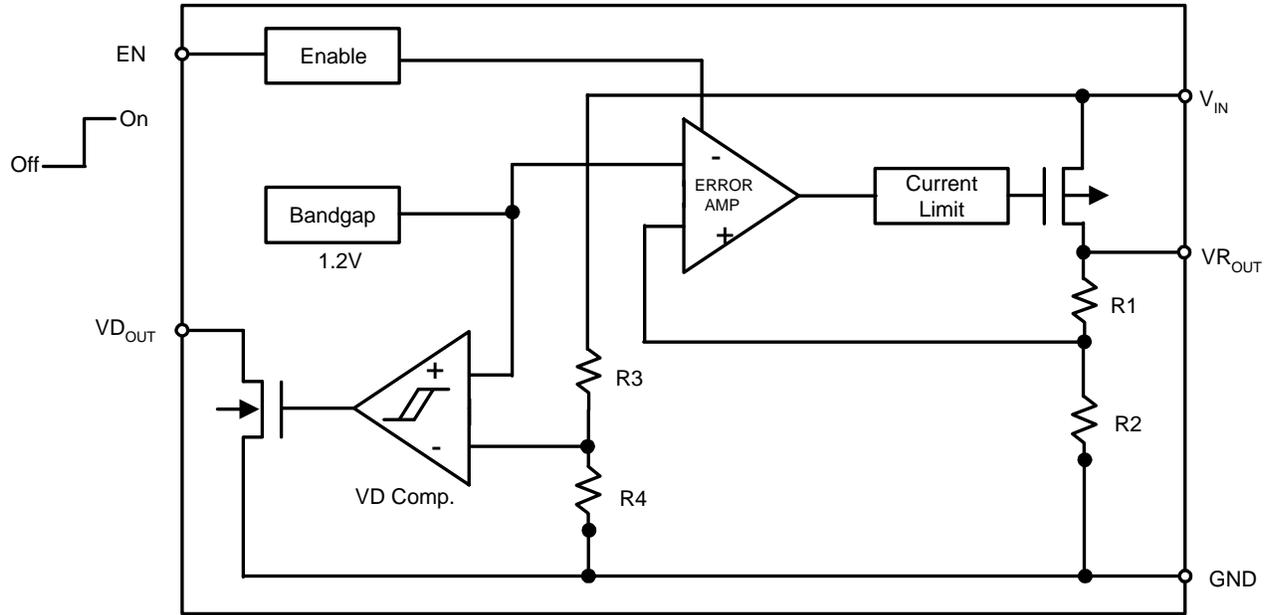 EN
Enable
On
Off
V_IN
-
ERROR
AMP
+
Current
Limit
Bandgap
1.2V
VR_OUT
R1
VD_OUT
+
-
R3
R2
VD Comp.
R4
GND